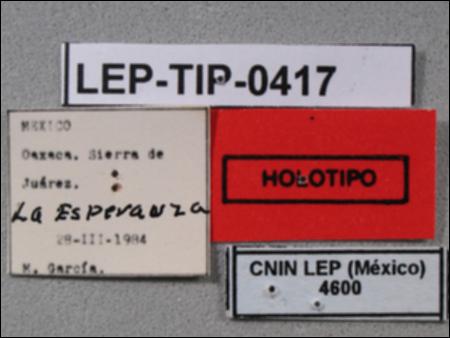 LEP-TIP-0417
MEXICO
Oaxaca. Sierra de
Juárez.
La Esperanza
28-III-1984
M. García.
HOLOTIPO
CNIN LEP (México)
4600